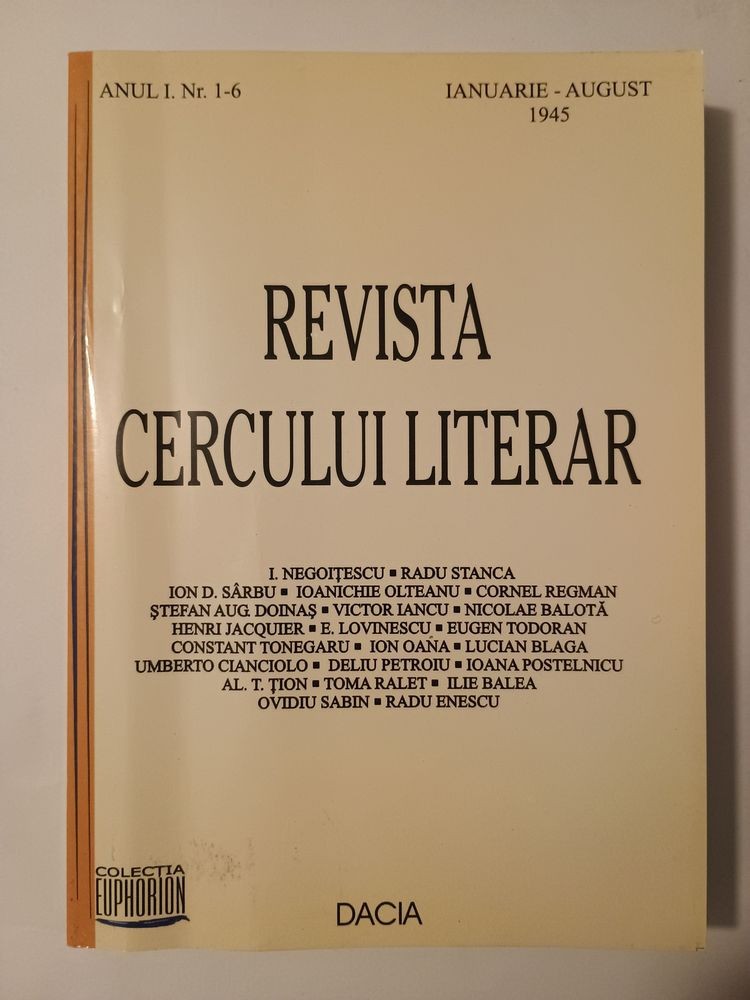 ANUL I. Nr. 1-6
IANUARIE - AUGUST
1945
REVISTA
CERCULUI LITERAR
I. NEGOIȚESCU ▪ RADU STANCA
ION D. SÂRBU ▪ IOANICHIE OLTEANU ▪ CORNEL REGMAN
ȘTEFAN AUG. DOINAȘ ▪ VICTOR IANCU ▪ NICOLAE BALOTĂ
HENRI JACQUIER ▪ E. LOVINESCU ▪ EUGEN TODORAN
CONSTANT TONEGARU ▪ ION OANA ▪ LUCIAN BLAGA
UMBERTO CIANCIOLO ▪ DELIU PETROIU ▪ IOANA POSTELNICU
AL. T. ȚION ▪ TOMA RALET ▪ ILIE BALEA
OVIDIU SABIN ▪ RADU ENESCU
COLECTIA
EUPHORION
DACIA